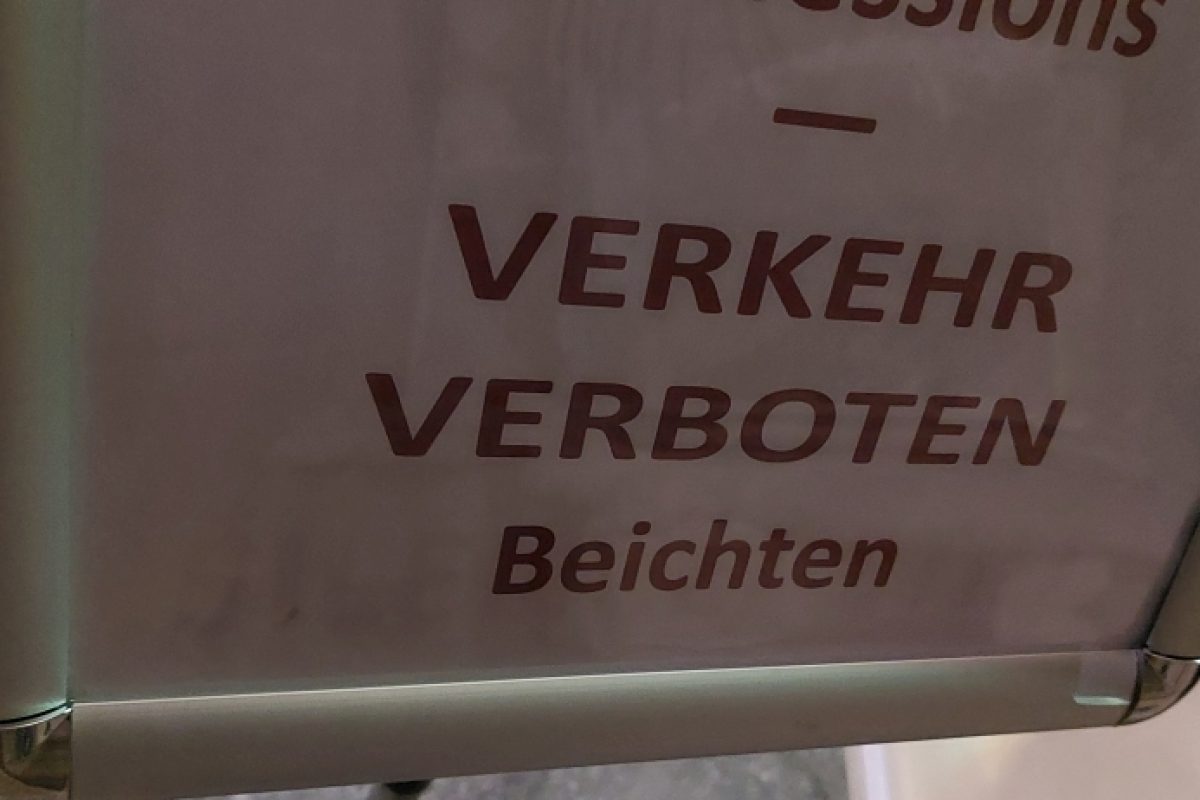 —
VERKEHR
VERBOTEN
Beichten